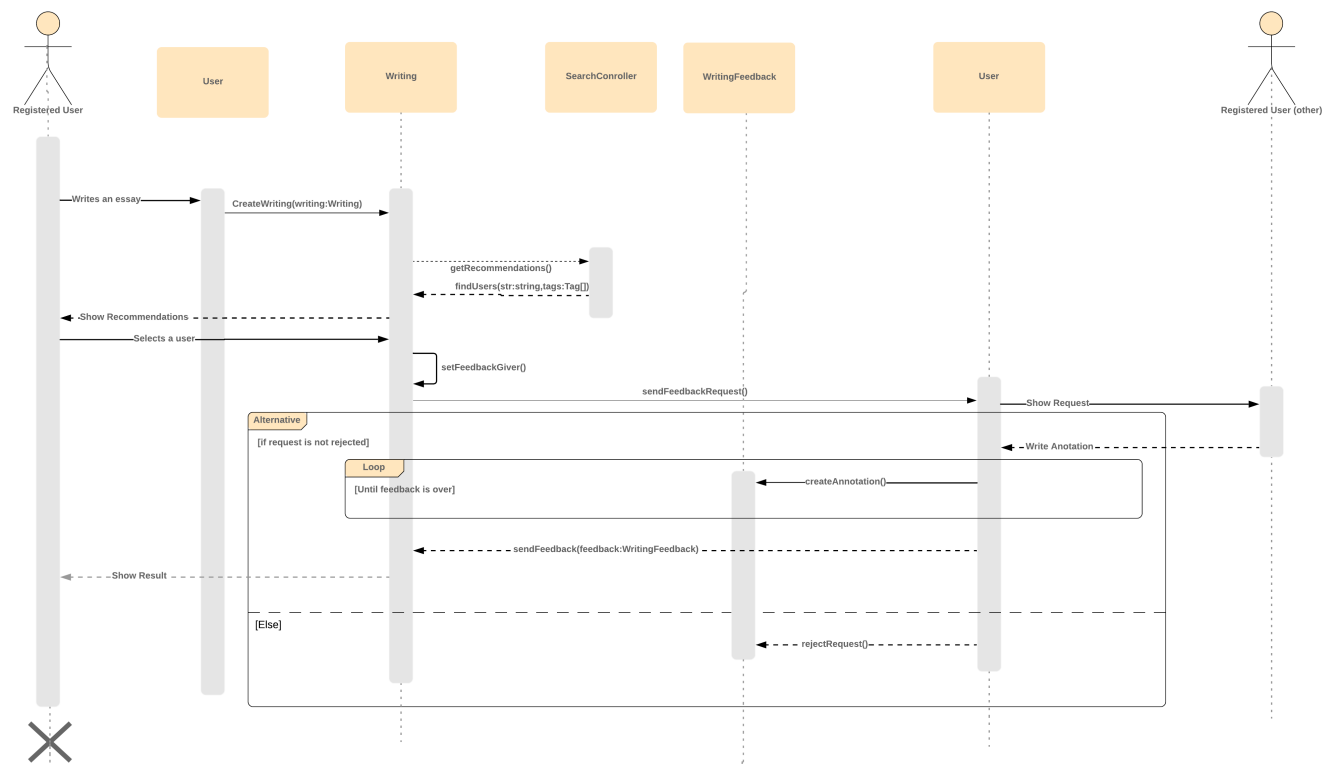 Registered User
User
Writing
SearchConroller
WritingFeedback
User
Registered User (other)
Writes an essay
CreateWriting(writing:Writing)
getRecommendations()
findUsers(str:string,tags:Tag[])
Show Recommendations
Selects a user
setFeedbackGiver()
sendFeedbackRequest()
Show Request
Alternative
[if request is not rejected]
Write Anotation
Loop
[Until feedback is over]
createAnnotation()
sendFeedback(feedback:WritingFeedback)
Show Result
[Else]
rejectRequest()